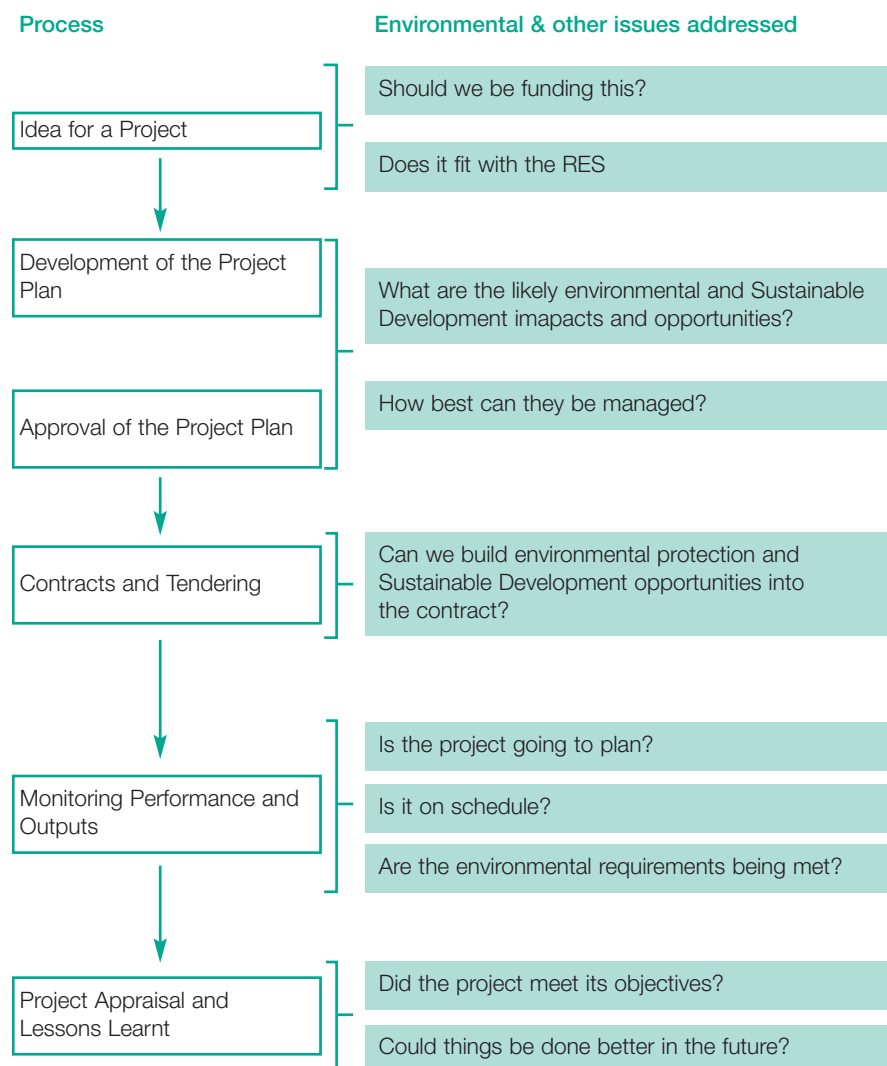 Process
Environmental & other issues addressed
Idea for a Project
Should we be funding this?
Does it fit with the RES
Development of the Project
Plan
Approval of the Project Plan
What are the likely environmental and Sustainable
Development imapacts and opportunities?
How best can they be managed?
Contracts and Tendering
Can we build environmental protection and
Sustainable Development opportunities into
the contract?
Monitoring Performance and
Outputs
Is the project going to plan?
Is it on schedule?
Are the environmental requirements being met?
Project Appraisal and
Lessons Learnt
Did the project meet its objectives?
Could things be done better in the future?